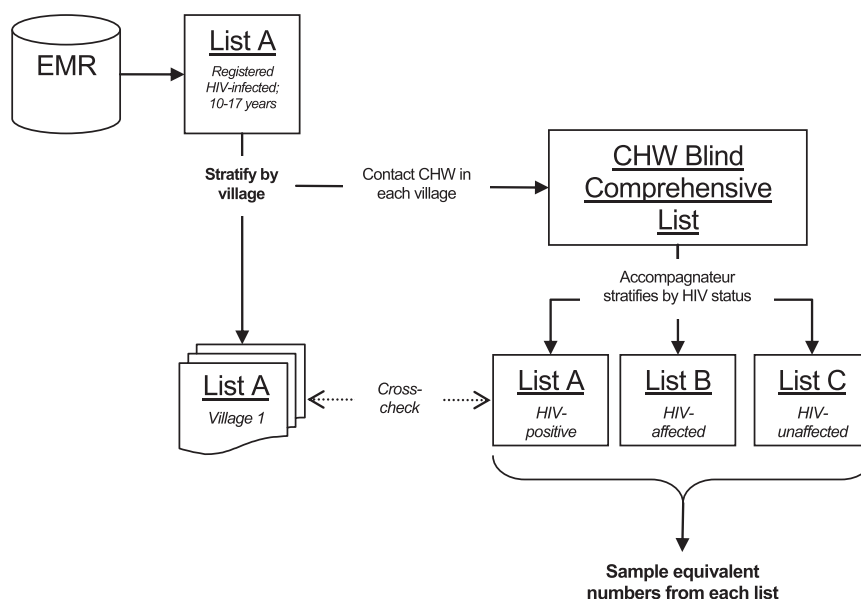 EMR
List A
Registered
HIV-infected;
10-17 years
Stratify by
village
Contact CHW in
each village
CHW Blind
Comprehensive
List
Accompagnateur
stratifies by HIV status
List A
Village 1
Cross-
check
List A
HIV-
positive
List B
HIV-
affected
List C
HIV-
unaffected
Sample equivalent
numbers from each list